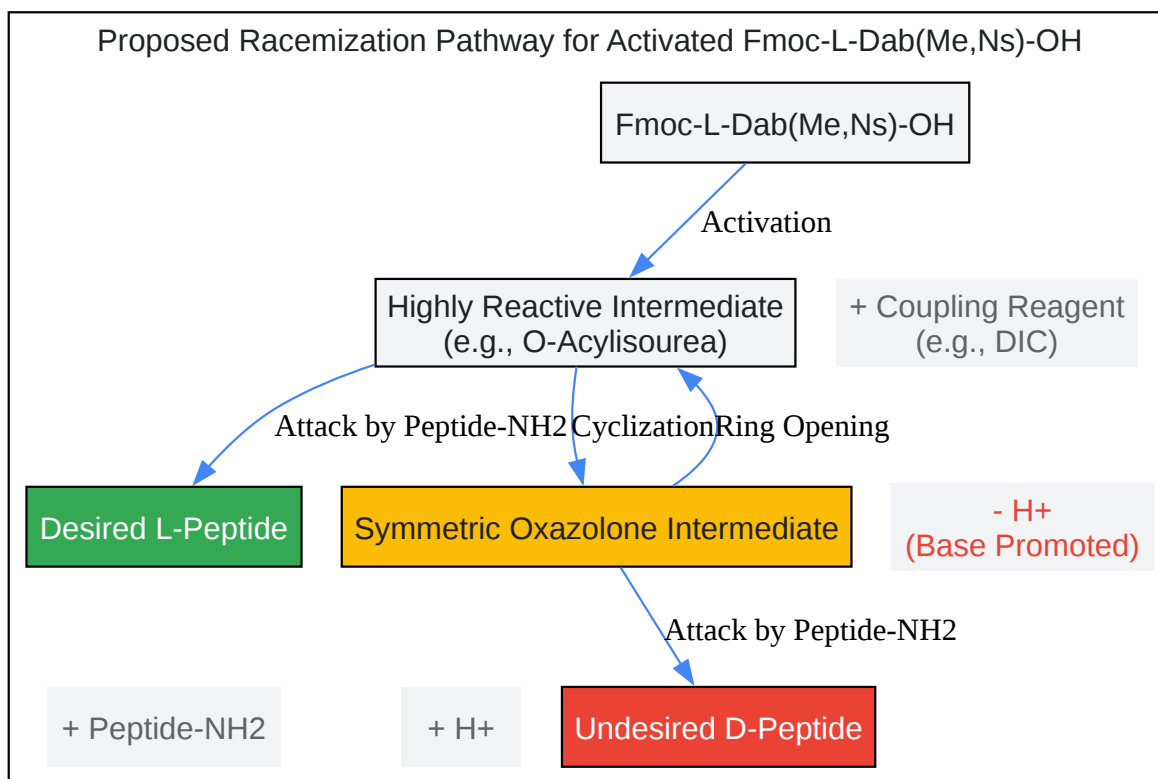 Proposed Racemization Pathway for Activated Fmoc-L-Dab(Me,Ns)-OH
Fmoc-L-Dab(Me,Ns)-OH
Activation
Highly Reactive Intermediate
(e.g., O-Acylisourea)
+ Coupling Reagent
(e.g., DIC)
Attack by Peptide-NH2
Cyclization
Ring Opening
Desired L-Peptide
Symmetric Oxazolone Intermediate
- H+
(Base Promoted)
Attack by Peptide-NH2
+ Peptide-NH2
+ H+
Undesired D-Peptide